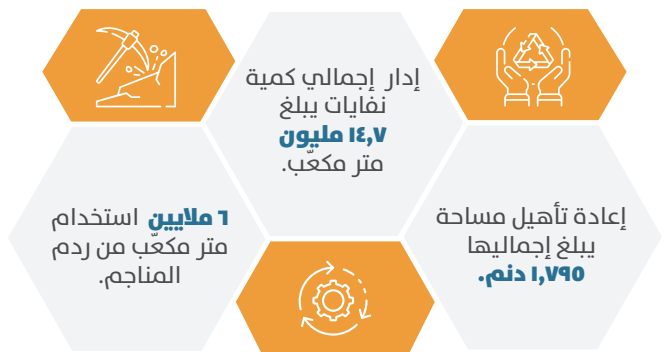 إدار إجمالي كمية
نفايات يبلغ
١٤,٧ مليون
متر مكعّب.
إعادة تأهيل مساحة
يبلغ إجماليها
١,٧٩٥ دنم.
٦ ملايين استخدام
متر مكعّب من ردم
المناجم.